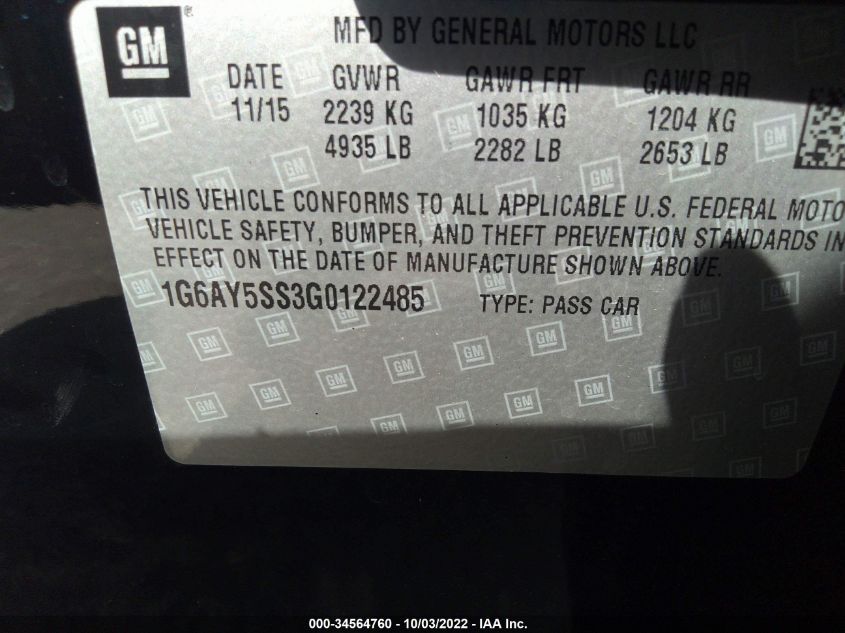 GM ®
MFD BY GENERAL MOTORS LLC
DATE GVWR GAWR FRT GAWR RR
11/15 2239 KG 1035 KG 1204 KG
4935 LB 2282 LB 2653 LB
THIS VEHICLE CONFORMS TO ALL APPLICABLE U.S. FEDERAL MOTO
VEHICLE SAFETY, BUMPER, AND THEFT PREVENTION STANDARDS IN
EFFECT ON THE DATE OF MANUFACTURE SHOWN ABOVE.
1G6AY5SS3G0122485 TYPE: PASS CAR
000-34564760 - 10/03/2022 - IAA Inc.